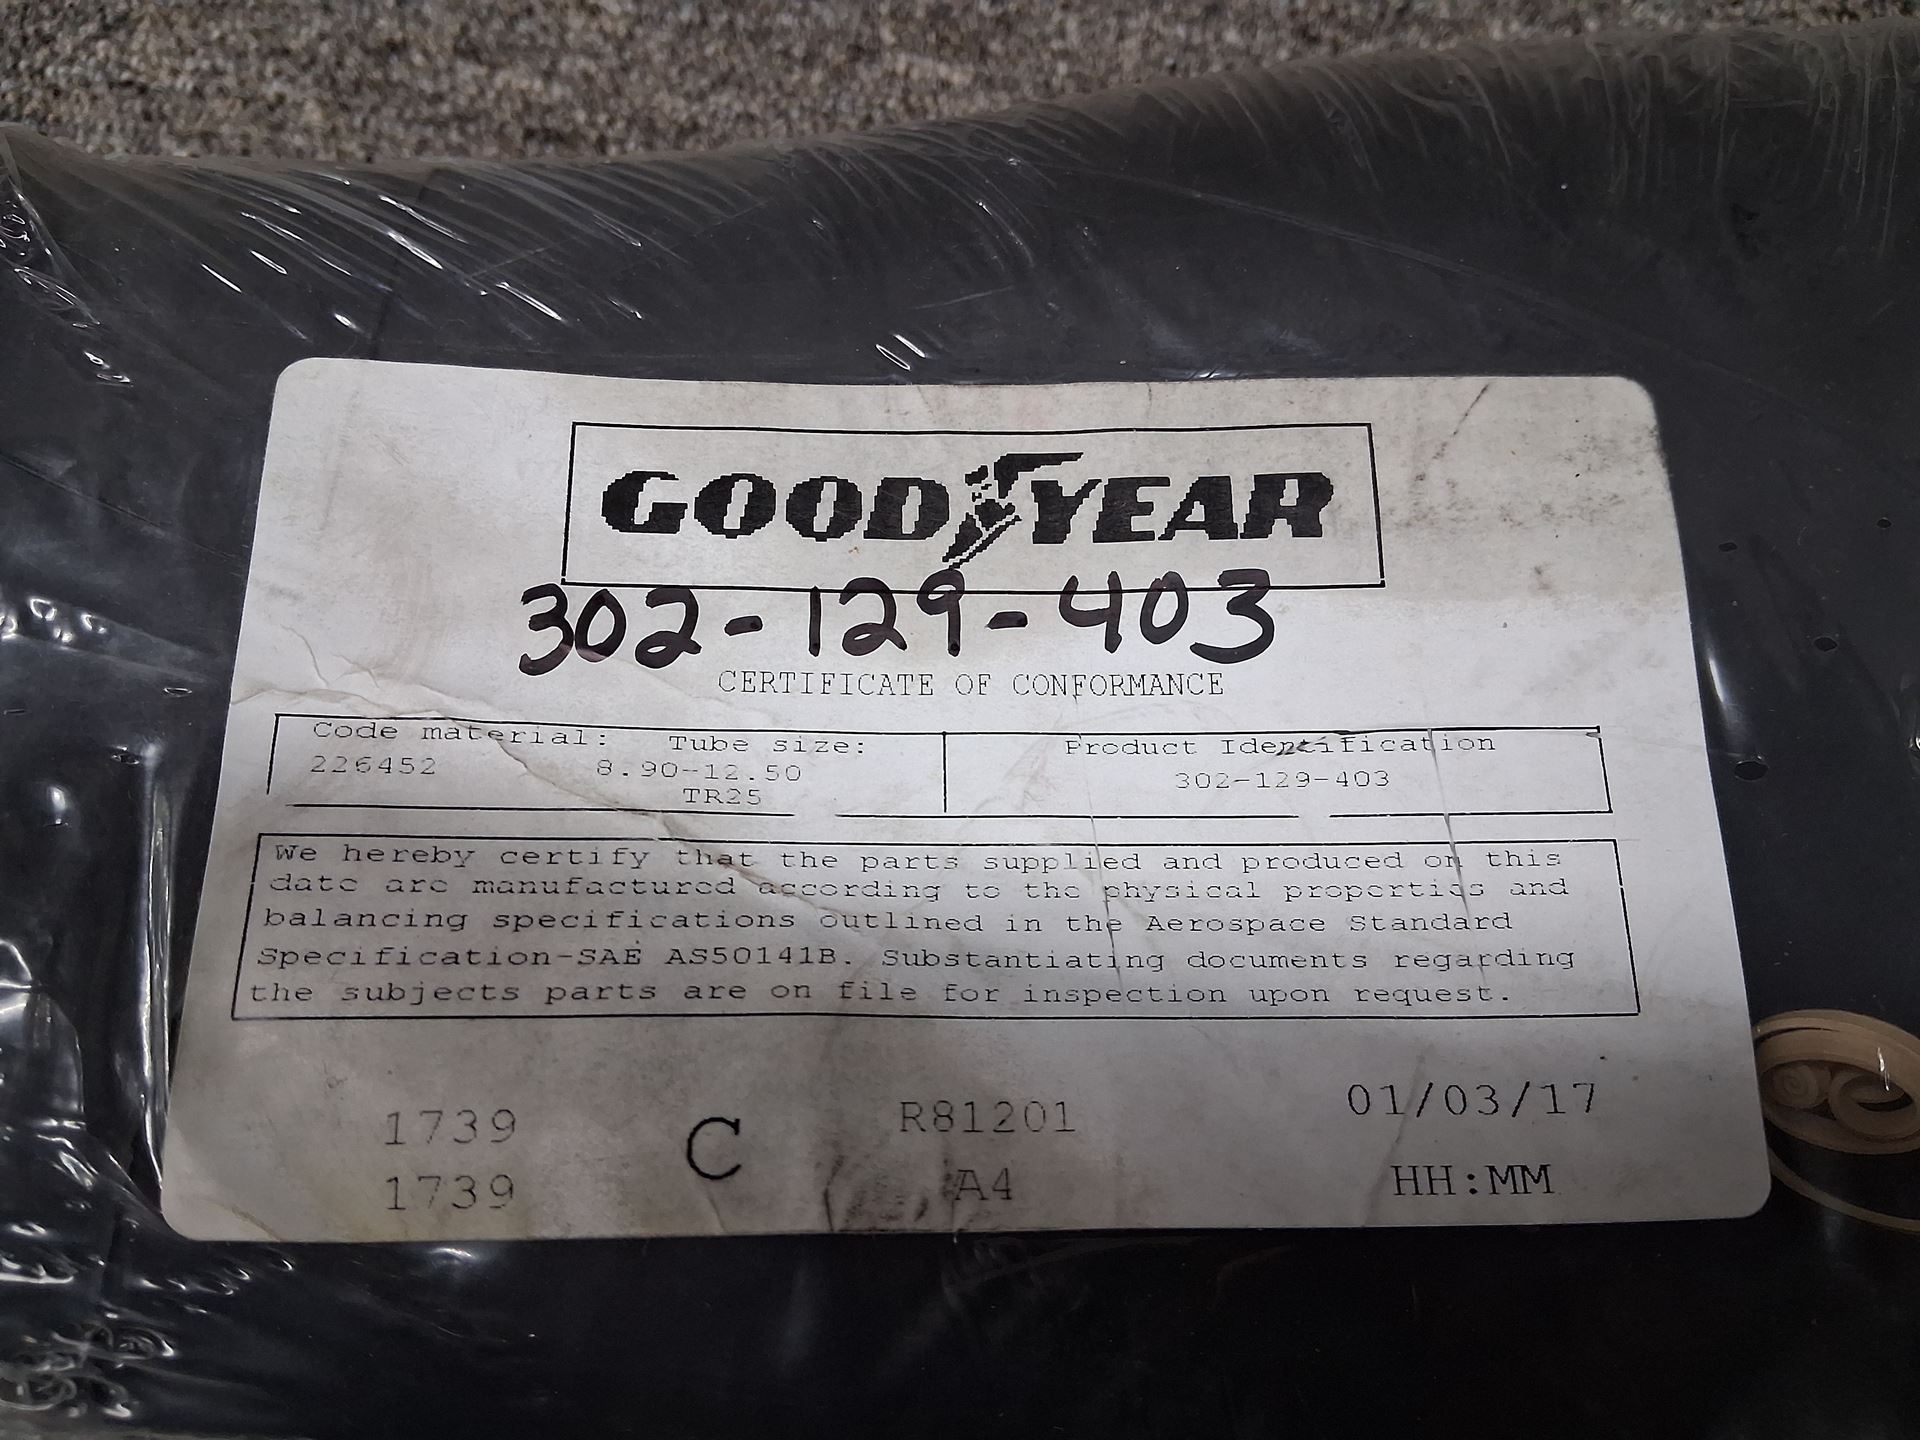 GOODYEAR
302-129-403
CERTIFICATE OF CONFORMANCE
Code material: Tube size: Product Identification
226452 8.90-12.50 302-129-403
TR25
We hereby certify that the parts supplied and produced on this
date are manufactured according to the physical properties and
balancing specifications outlined in the Aerospace Standard
Specification-SAE AS50141B. Substantiating documents regarding
the subjects parts are on file for inspection upon request.
1739 C R81201 01/03/17
1739 A4 HH:MM